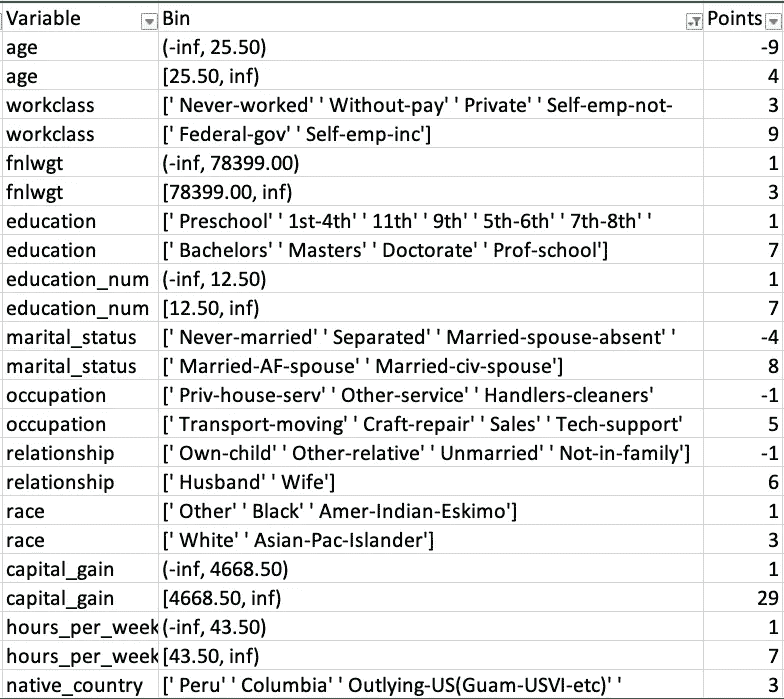 Variable Bin Points
age (-inf, 25.50) -9
age [25.50, inf) 4
workclass [' Never-worked' ' Without-pay' ' Private' ' Self-emp-not- 3
workclass [' Federal-gov' ' Self-emp-inc'] 9
fnlwgt (-inf, 78399.00) 1
fnlwgt [78399.00, inf) 3
education [' Preschool' ' 1st-4th' ' 11th' ' 9th' ' 5th-6th' ' 7th-8th' ' 1
education [' Bachelors' ' Masters' ' Doctorate' ' Prof-school'] 7
education_num (-inf, 12.50) 1
education_num [12.50, inf) 7
marital_status [' Never-married' ' Separated' ' Married-spouse-absent' ' -4
marital_status [' Married-AF-spouse' ' Married-civ-spouse'] 8
occupation [' Priv-house-serv' ' Other-service' ' Handlers-cleaners' -1
occupation [' Transport-moving' ' Craft-repair' ' Sales' ' Tech-support' 5
relationship [' Own-child' ' Other-relative' ' Unmarried' ' Not-in-family'] -1
relationship [' Husband' ' Wife'] 6
race [' Other' ' Black' ' Amer-Indian-Eskimo'] 1
race [' White' ' Asian-Pac-Islander'] 3
capital_gain (-inf, 4668.50) 1
capital_gain [4668.50, inf) 29
hours_per_week (-inf, 43.50) 1
hours_per_week [43.50, inf) 7
native_country [' Peru' ' Columbia' ' Outlying-US(Guam-USVI-etc)' ' 3